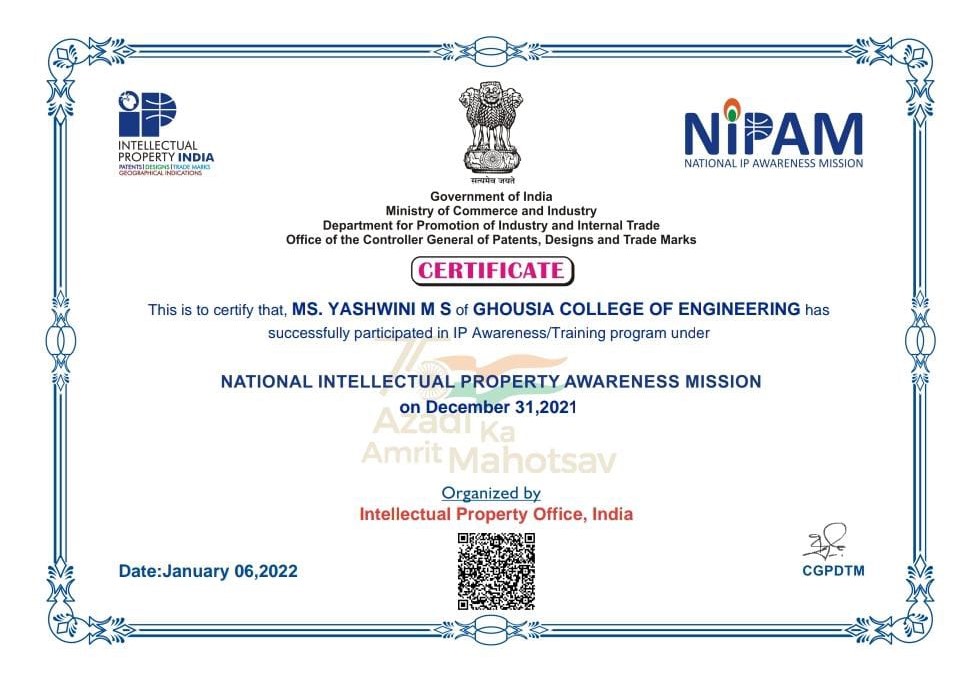 INTELLECTUAL
PROPERTY INDIA
PATENTS | DESIGNS | TRADE MARKS
GEOGRAPHICAL INDICATIONS
सत्यमेव जयते
NiPAM
NATIONAL IP AWARENESS MISSION
Government of India
Ministry of Commerce and Industry
Department for Promotion of Industry and Internal Trade
Office of the Controller General of Patents, Designs and Trade Marks
CERTIFICATE
This is to certify that, MS. YASHWINI M S of GHOUSIA COLLEGE OF ENGINEERING has
successfully participated in IP Awareness/Training program under
75
NATIONAL INTELLECTUAL PROPERTY AWARENESS MISSION
on December 31,2021
Azadi Ka
Amrit Mahotsav
Organized by
Intellectual Property Office, India
Date:January 06,2022
CGPDTM